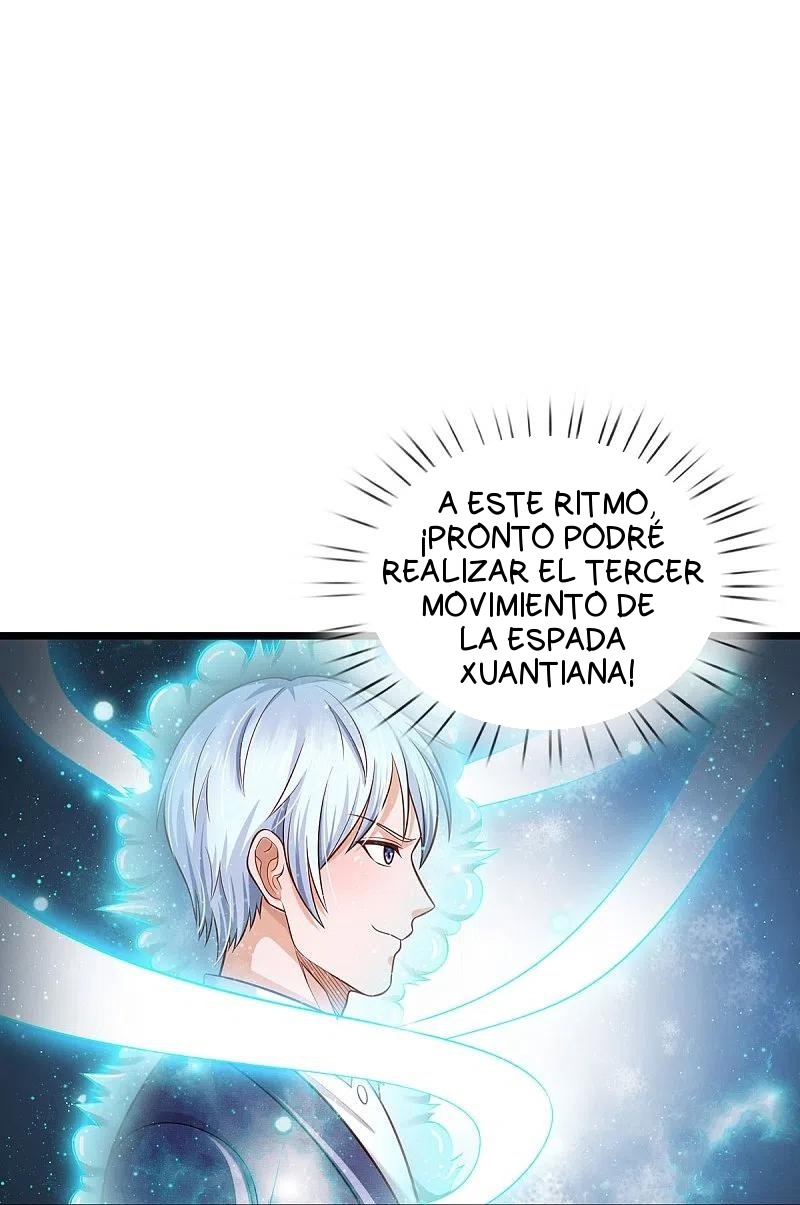 A ESTE RITMO,
¡PRONTO PODRÉ
REALIZAR EL TERCER
MOVIMIENTO DE
LA ESPADA
XUANTIANA!